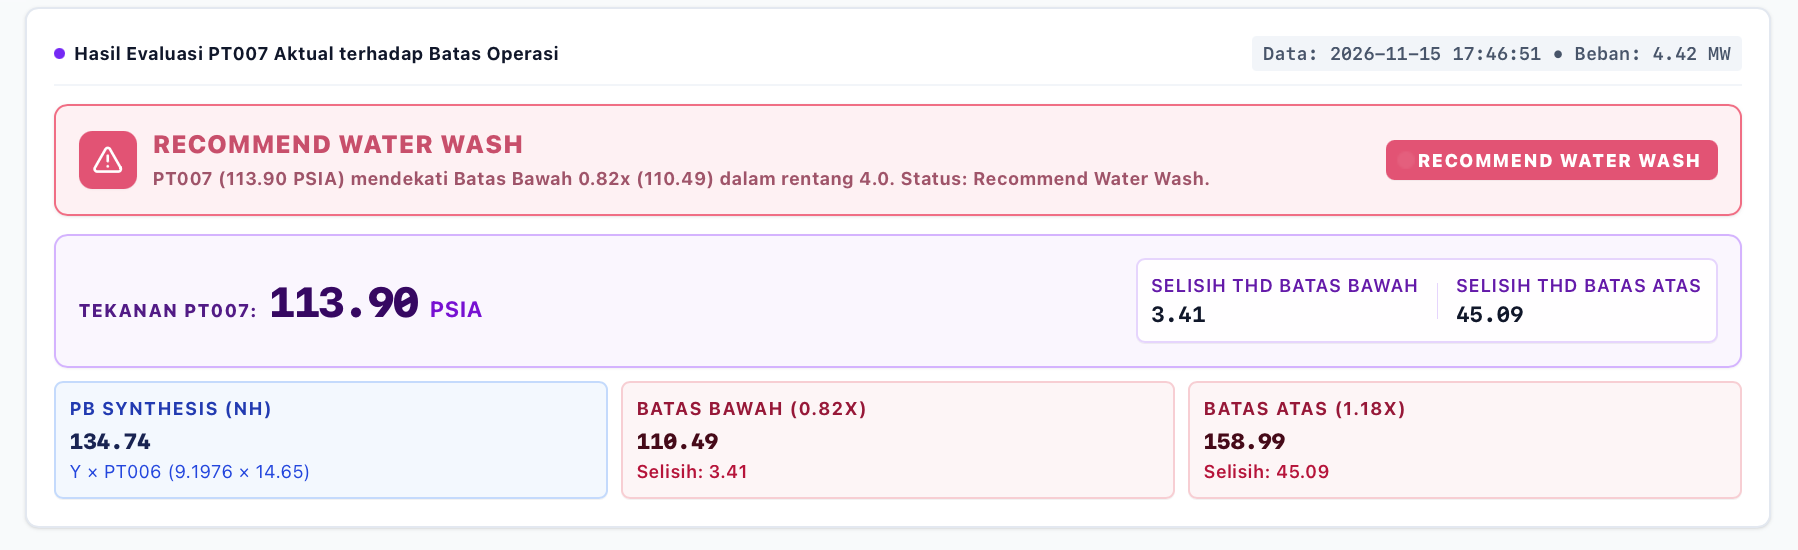 Hasil Evaluasi PT007 Aktual terhadap Batas Operasi
Data: 2026-11-15 17:46:51 • Beban: 4.42 MW
RECOMMEND WATER WASH
PT007 (113.90 PSIA) mendekati Batas Bawah 0.82x (110.49) dalam rentang 4.0. Status: Recommend Water Wash.
RECOMMEND WATER WASH
TEKANAN PT007: 113.90 PSIA
SELISIH THD BATAS BAWAH
3.41
SELISIH THD BATAS ATAS
45.09
PB SYNTHESIS (NH)
134.74
Y × PT006 (9.1976 × 14.65)
BATAS BAWAH (0.82X)
110.49
Selisih: 3.41
BATAS ATAS (1.18X)
158.99
Selisih: 45.09